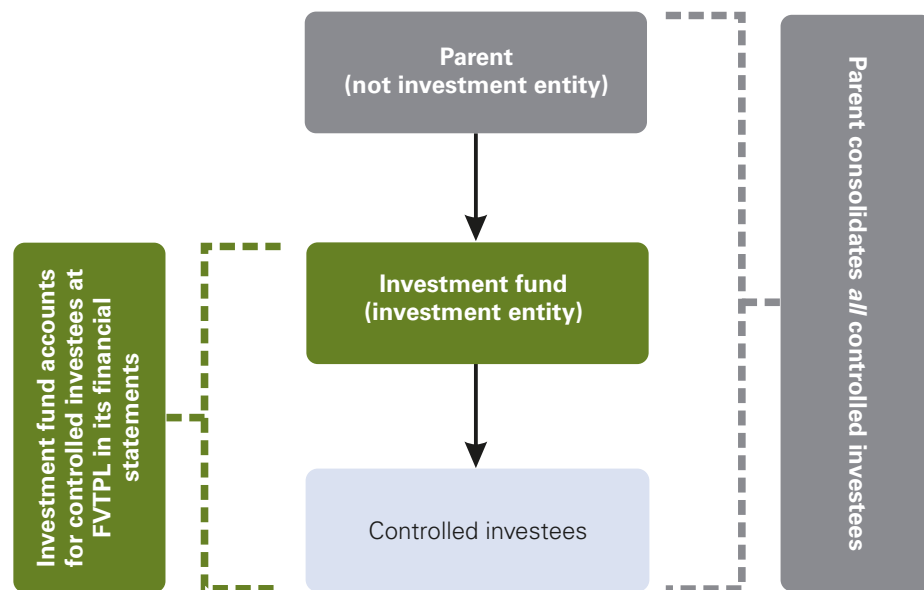 Parent
(not investment entity)
Investment fund
(investment entity)
Controlled investees
Investment fund accounts
for controlled investees at
FVTPL in its financial
statements
Parent consolidates all controlled investees